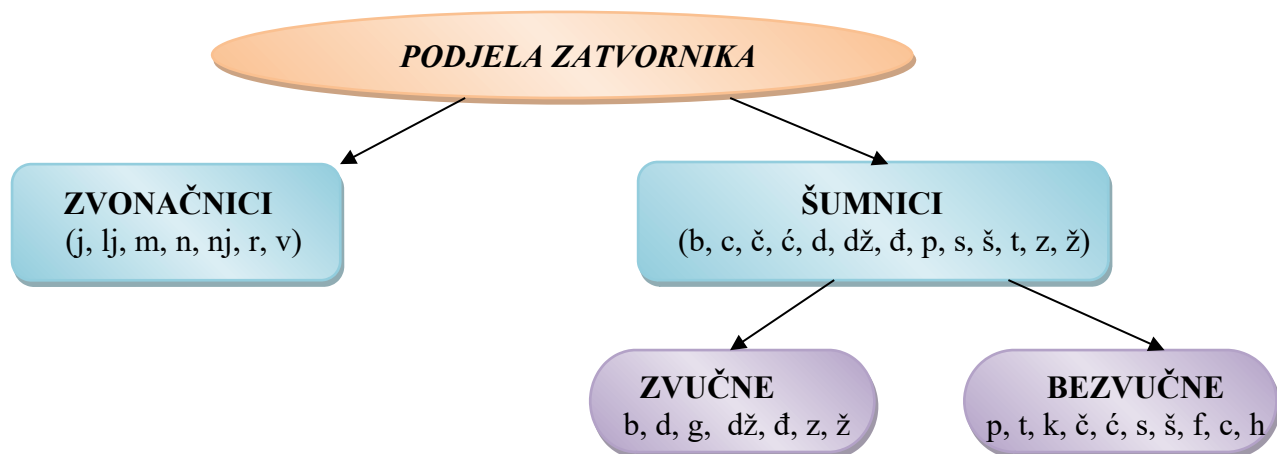 PODJELA ZATVORNIKA
ZVONAČNICI
(j, lj, m, n, nj, r, v)
ŠUMNICI
(b, c, č, ć, d, dž, đ, p, s, š, t, z, ž)
ZVUČNE
b, d, g, dž, đ, z, ž
BEZVUČNE
p, t, k, č, ć, s, š, f, c, h